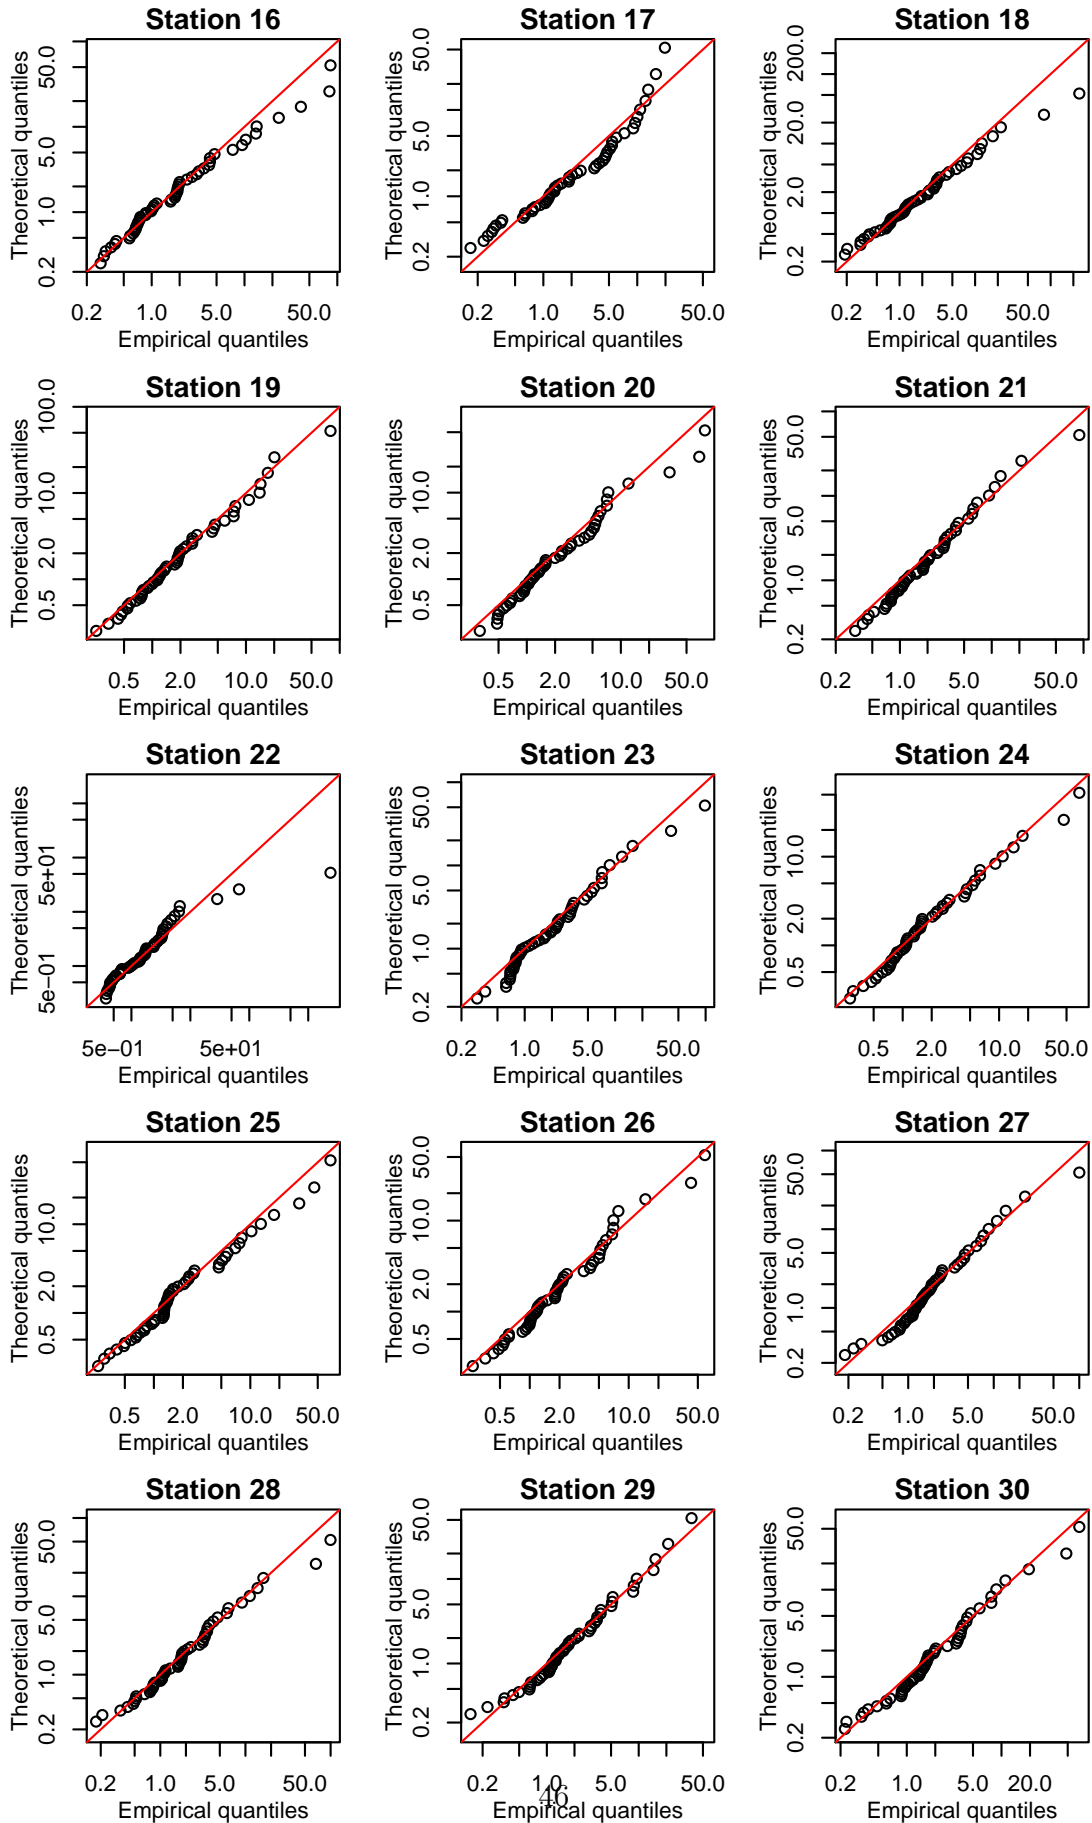 Station 16
Theoretical quantiles
0.2 1.0 5.0 50.0
0.2 1.0 5.0 50.0
Empirical quantiles
Station 17
Theoretical quantiles
0.2 1.0 5.0 50.0
0.2 1.0 5.0 50.0
Empirical quantiles
Station 18
Theoretical quantiles
0.2 2.0 20.0 200.0
0.2 1.0 5.0 50.0
Empirical quantiles
Station 19
Theoretical quantiles
0.5 2.0 10.0 100.0
0.5 2.0 10.0 50.0
Empirical quantiles
Station 20
Theoretical quantiles
0.5 2.0 10.0
0.5 2.0 10.0 50.0
Empirical quantiles
Station 21
Theoretical quantiles
0.2 1.0 5.0 50.0
0.2 1.0 5.0 50.0
Empirical quantiles
Station 22
Theoretical quantiles
5e−01 5e+01
5e−01 5e+01
Empirical quantiles
Station 23
Theoretical quantiles
0.2 1.0 5.0 50.0
0.2 1.0 5.0 50.0
Empirical quantiles
Station 24
Theoretical quantiles
0.5 2.0 10.0
0.5 2.0 10.0 50.0
Empirical quantiles
Station 25
Theoretical quantiles
0.5 2.0 10.0
0.5 2.0 10.0 50.0
Empirical quantiles
Station 26
Theoretical quantiles
0.5 2.0 10.0 50.0
0.5 2.0 10.0 50.0
Empirical quantiles
Station 27
Theoretical quantiles
0.2 1.0 5.0 50.0
0.2 1.0 5.0 50.0
Empirical quantiles
Station 28
Theoretical quantiles
0.2 1.0 5.0 50.0
0.2 1.0 5.0 50.0
Empirical quantiles
Station 29
Theoretical quantiles
0.2 1.0 5.0 50.0
0.2 1.0 5.0 50.0
Empirical quantiles
Station 30
Theoretical quantiles
0.2 1.0 5.0 50.0
0.2 1.0 5.0 20.0
Empirical quantiles
46